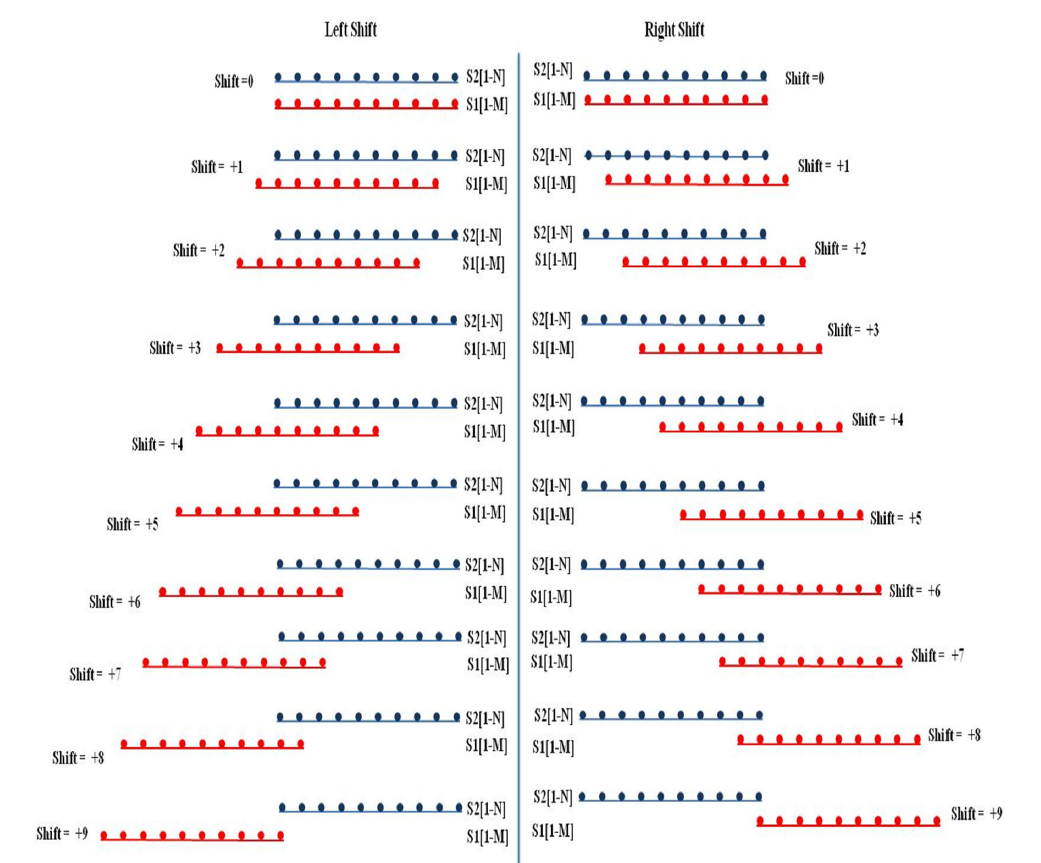 Left Shift
Shift =0
S2[1-N]
S1[1-M]
Shift = +1
S2[1-N]
S1[1-M]
Shift = +2
S2[1-N]
S1[1-M]
Shift = +3
S2[1-N]
S1[1-M]
Shift = +4
S2[1-N]
S1[1-M]
Shift = +5
S2[1-N]
S1[1-M]
Shift = +6
S2[1-N]
S1[1-M]
Shift = +7
S2[1-N]
S1[1-M]
Shift = +8
S2[1-N]
S1[1-M]
Shift = +9
S2[1-N]
S1[1-M]
Right Shift
S2[1-N]
S1[1-M]
Shift=0
S2[1-N]
S1[1-M]
Shift = +1
S2[1-N]
S1[1-M]
Shift = +2
S2[1-N]
S1[1-M]
Shift = +3
S2[1-N]
S1[1-M]
Shift = +4
S2[1-N]
S1[1-M]
Shift = +5
S2[1-N]
S1[1-M]
Shift = +6
S2[1-N]
S1[1-M]
Shift = +7
S2[1-N]
S1[1-M]
Shift = +8
S2[1-N]
S1[1-M]
Shift = +9